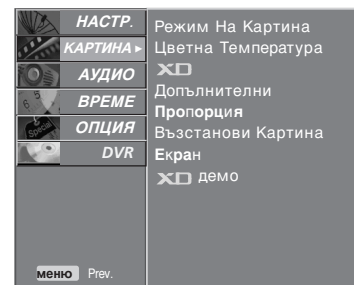 НАСТР.
КАРТИНА ►
АУДИО
ВРЕМЕ
ОПЦИЯ
DVR
Режим На Картина
Цветна Температура
XD
Допълнителни
Пропорция
Възстанови Картина
Екран
XD демо
меню Prev.